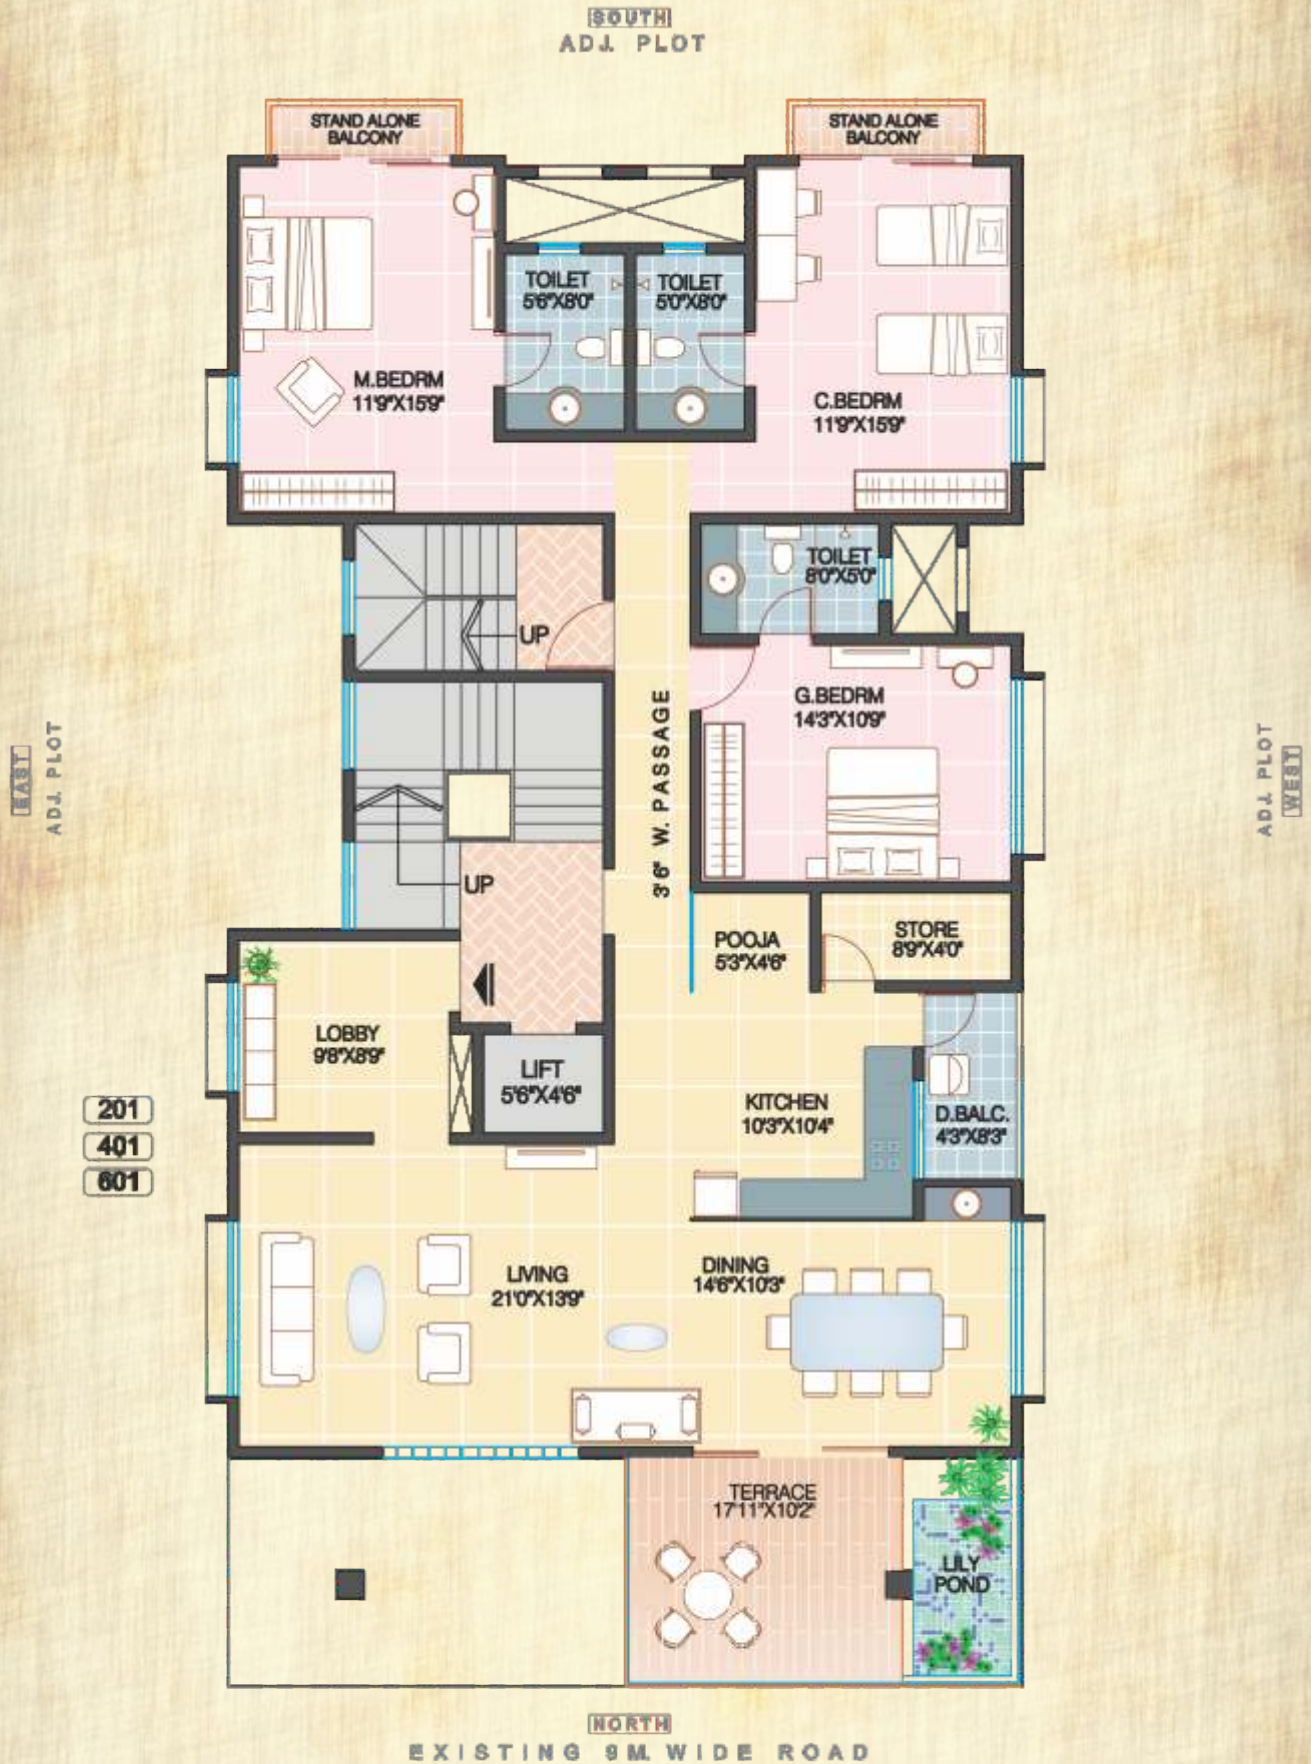 SOUTH
ADJ. PLOT
STAND ALONE
BALCONY
STAND ALONE
BALCONY
TOILET
5'6"X8'0"
TOILET
5'0"X8'0"
M.BEDRM
11'9"X15'9"
C.BEDRM
11'9"X15'9"
TOILET
8'0"X5'0"
UP
G.BEDRM
14'3"X10'9"
3'6" W. PASSAGE
EAST
ADJ. PLOT
ADJ. PLOT
WEST
UP
POOJA
5'3"X4'6"
STORE
8'9"X4'0"
LOBBY
9'8"X8'9"
LIFT
5'6"X4'6"
KITCHEN
10'3"X10'4"
D.BALC.
4'3"X8'3"
201
401
601
LIVING
21'0"X13'9"
DINING
14'6"X10'3"
TERRACE
17'11"X10'2"
LILY
POND
NORTH
EXISTING 9M. WIDE ROAD